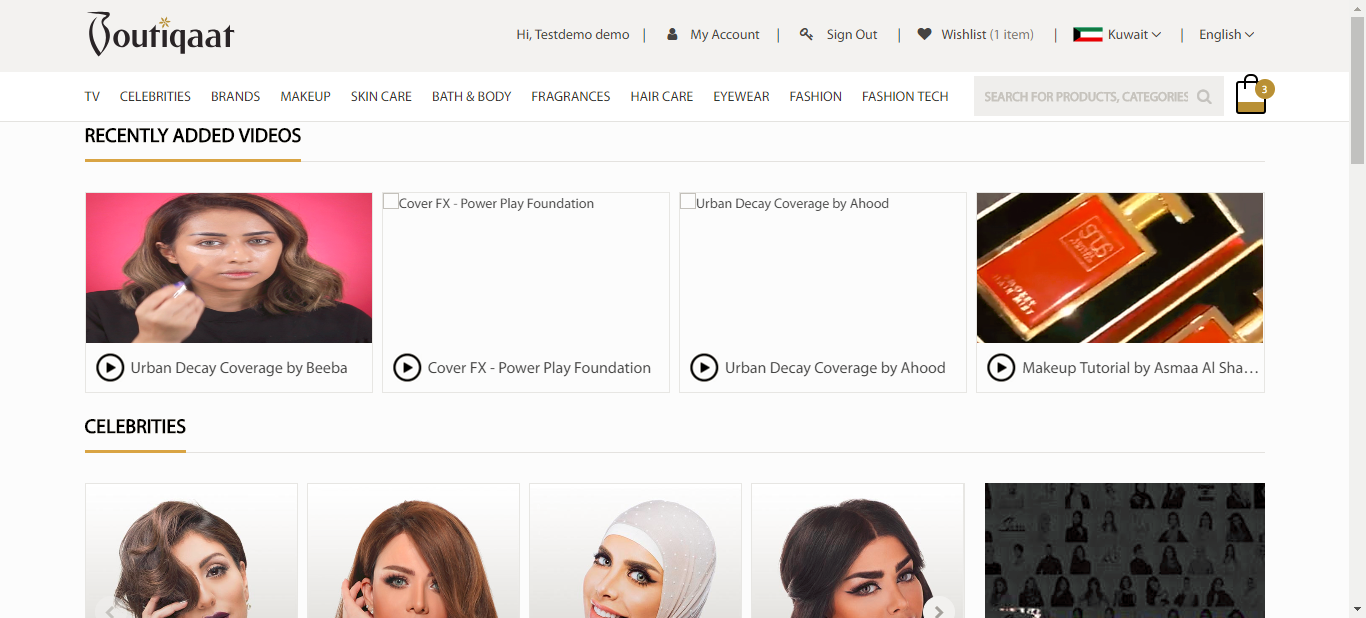 Boutiqaat
Hi, Testdemo demo | My Account | Sign Out | Wishlist (1 item) | Kuwait | English
TV CELEBRITIES BRANDS MAKEUP SKIN CARE BATH & BODY FRAGRANCES HAIR CARE EYEWEAR FASHION FASHION TECH SEARCH FOR PRODUCTS, CATEGORIES 3
RECENTLY ADDED VIDEOS
Cover FX - Power Play Foundation
Urban Decay Coverage by Ahood
Urban Decay Coverage by Beeba
Cover FX - Power Play Foundation
Urban Decay Coverage by Ahood
Makeup Tutorial by Asmaa Al Sha...
CELEBRITIES